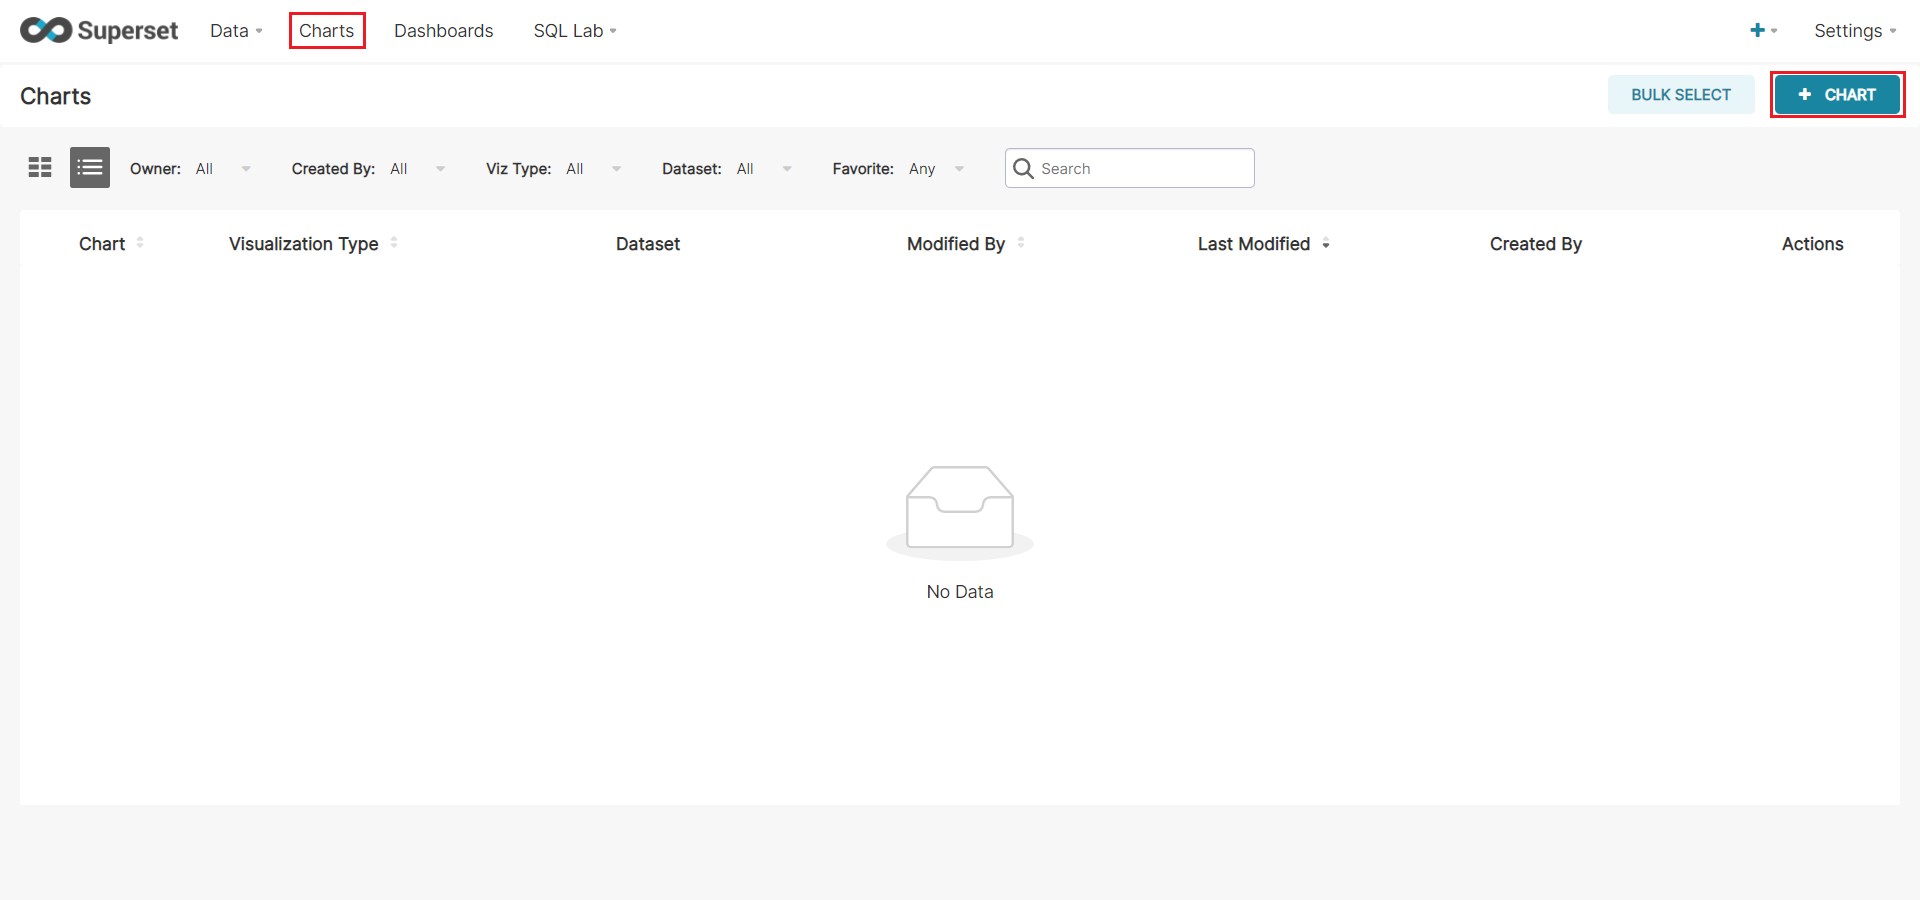 Superset Data Charts Dashboards SQL Lab + Settings
Charts BULK SELECT + CHART
Owner: All Created By: All Viz Type: All Dataset: All Favorite: Any Search
Chart Visualization Type Dataset Modified By Last Modified Created By Actions
No Data